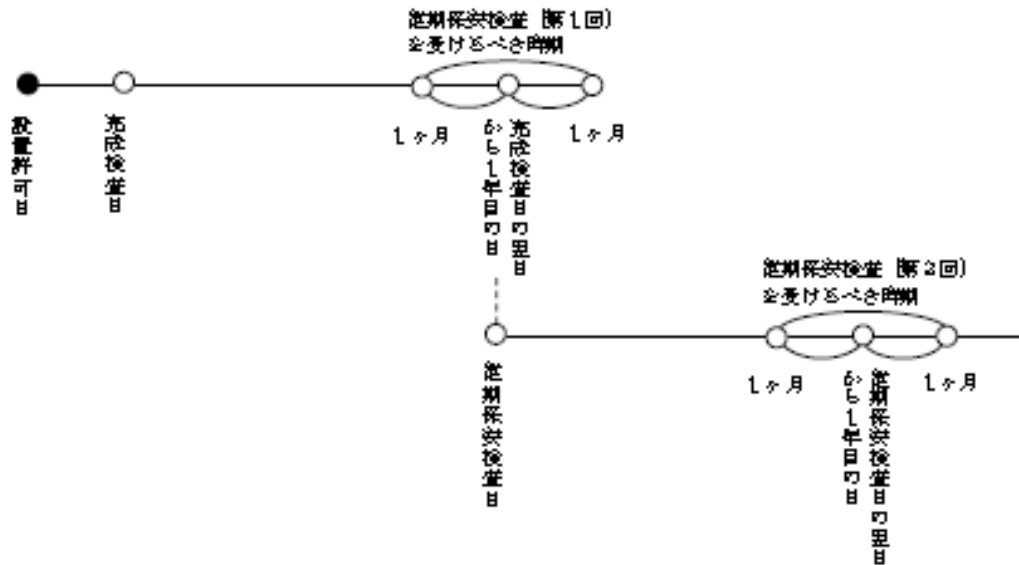 定期保安検査（第１回）
を受けるべき時期
設置許可日
完成検査日
１ヶ月
完成検査日の翌日
から１年目の日
１ヶ月
定期保安検査（第２回）
を受けるべき時期
定期保安検査日
１ヶ月
定期保安検査日の翌日
から１年目の日
１ヶ月